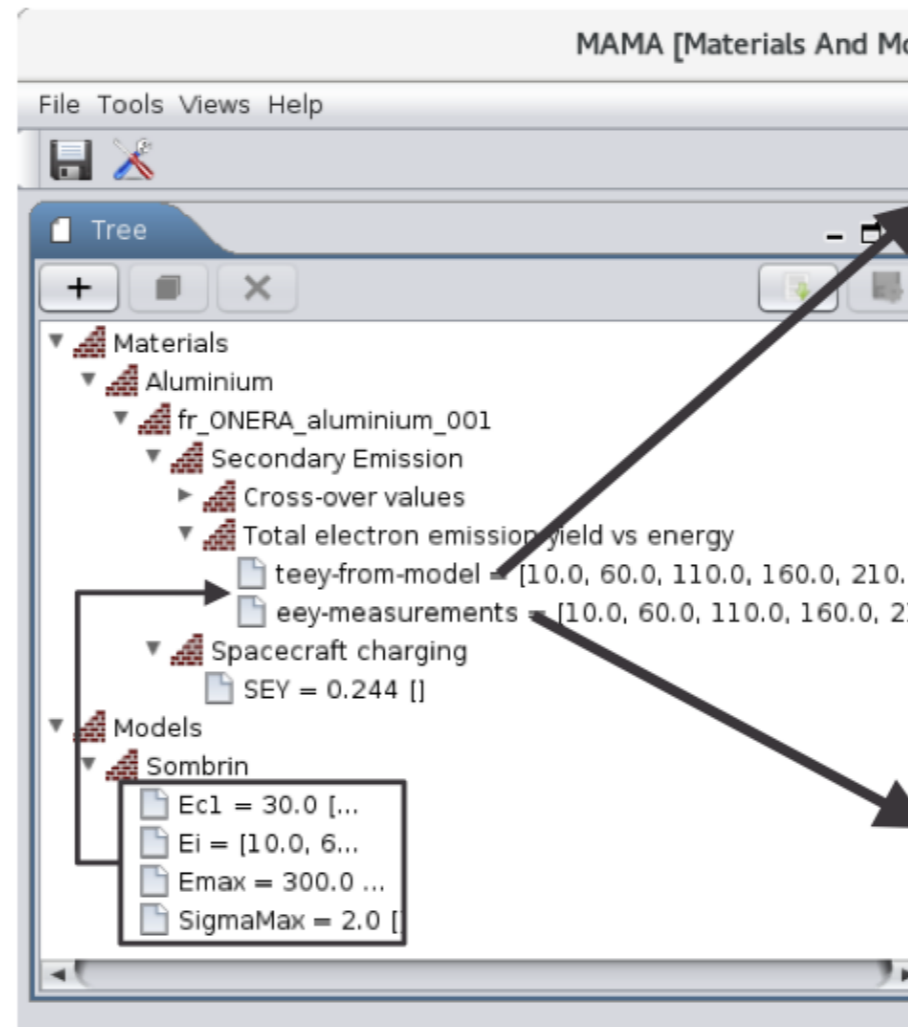 MAMA [Materials And Mo
File Tools Views Help
Tree
Materials
Aluminium
fr_ONERA_aluminium_001
Secondary Emission
Cross-over values
Total electron emission yield vs energy
teey-from-model = [10.0, 60.0, 110.0, 160.0, 210.
eey-measurements = [10.0, 60.0, 110.0, 160.0, 2
Spacecraft charging
SEY = 0.244 []
Models
Sombrin
Ec1 = 30.0 [...
Ei = [10.0, 6...
Emax = 300.0 ...
SigmaMax = 2.0 [